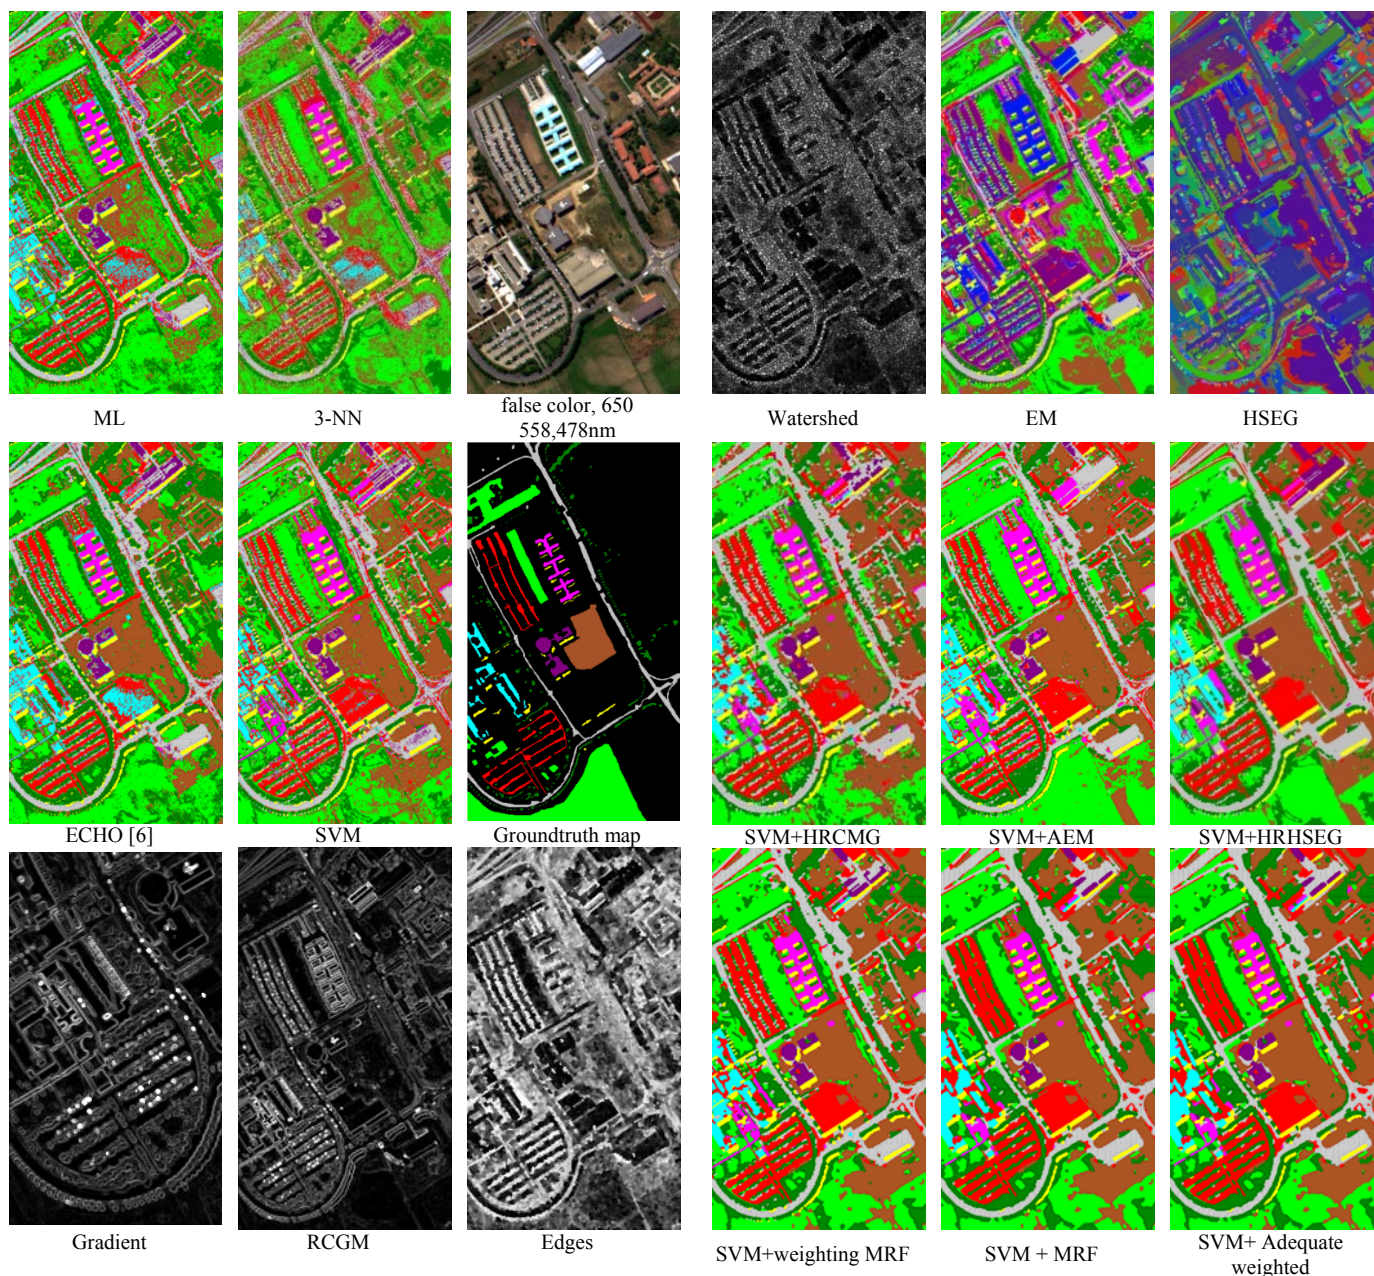 ML
3-NN
false color, 650
558,478nm
Watershed
EM
HSEG
ECHO [6]
SVM
Groundtruth map
SVM+HRCMG
SVM+AEM
SVM+HRHSEG
Gradient
RCGM
Edges
SVM+weighting MRF
SVM + MRF
SVM+ Adequate
weighted